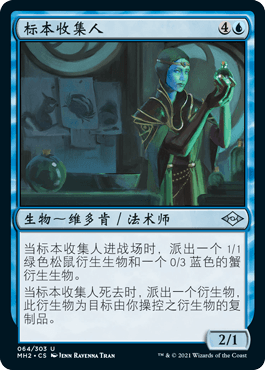 标本收集人 4
生物～维多肯／法术师
当标本收集人进战场时，派出一个 1/1
绿色松鼠衍生生物和一个 0/3 蓝色的蟹
衍生生物。
当标本收集人死去时，派出一个衍生物，
此衍生物为目标由你操控之衍生物的复
制品。
2/1
064/303 U
MH2 • CS Jenn Ravenna Tran
™ & © 2021 Wizards of the Coast